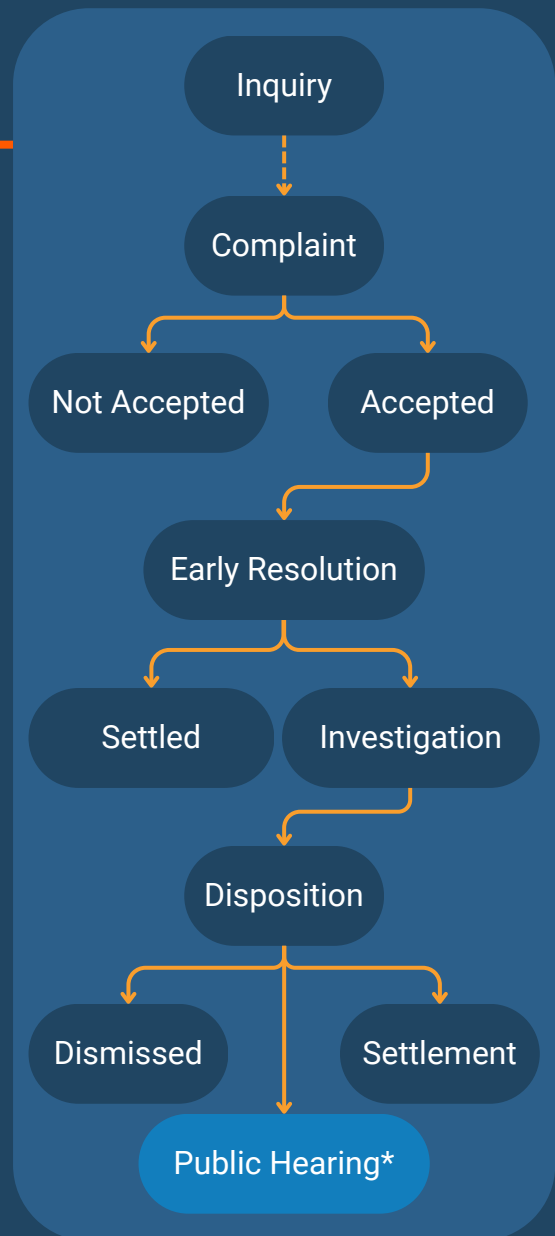 Inquiry
Complaint
Not Accepted
Accepted
Early Resolution
Settled
Investigation
Disposition
Dismissed
Settlement
Public Hearing*